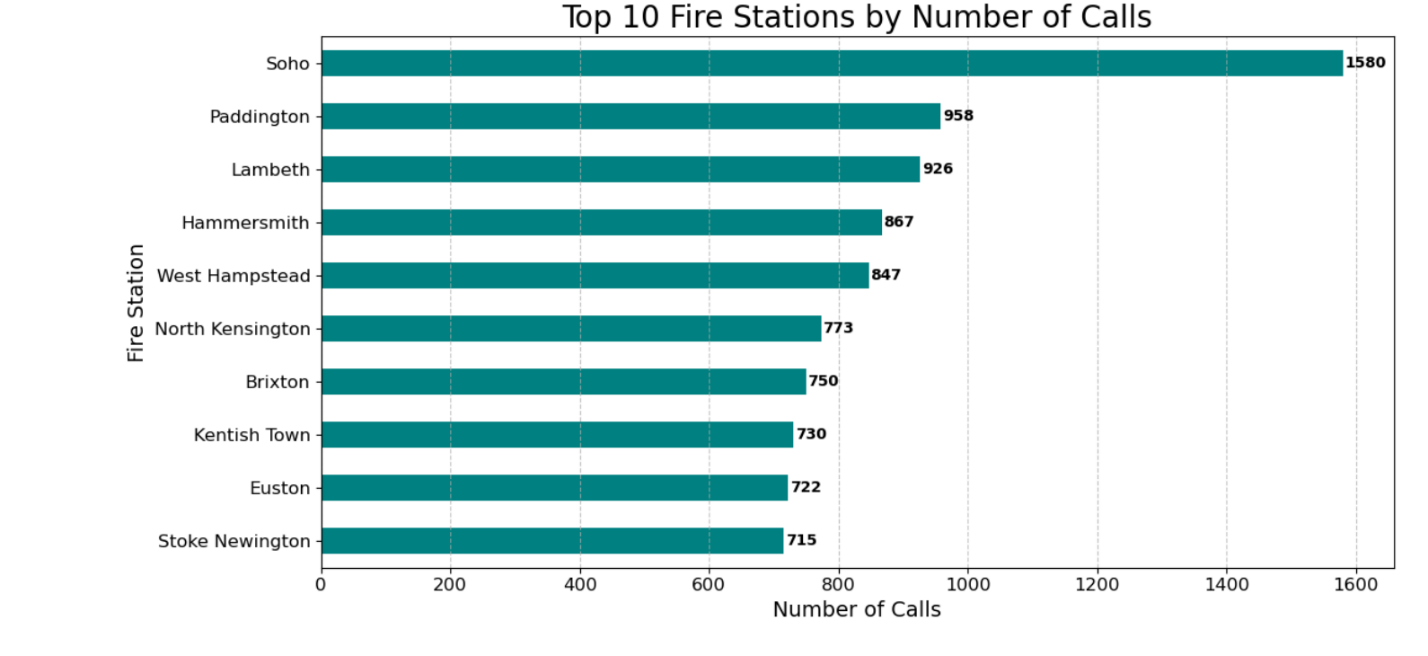 Top 10 Fire Stations by Number of Calls
Fire Station
Soho 1580
Paddington 958
Lambeth 926
Hammersmith 867
West Hampstead 847
North Kensington 773
Brixton 750
Kentish Town 730
Euston 722
Stoke Newington 715
0 200 400 600 800 1000 1200 1400 1600
Number of Calls